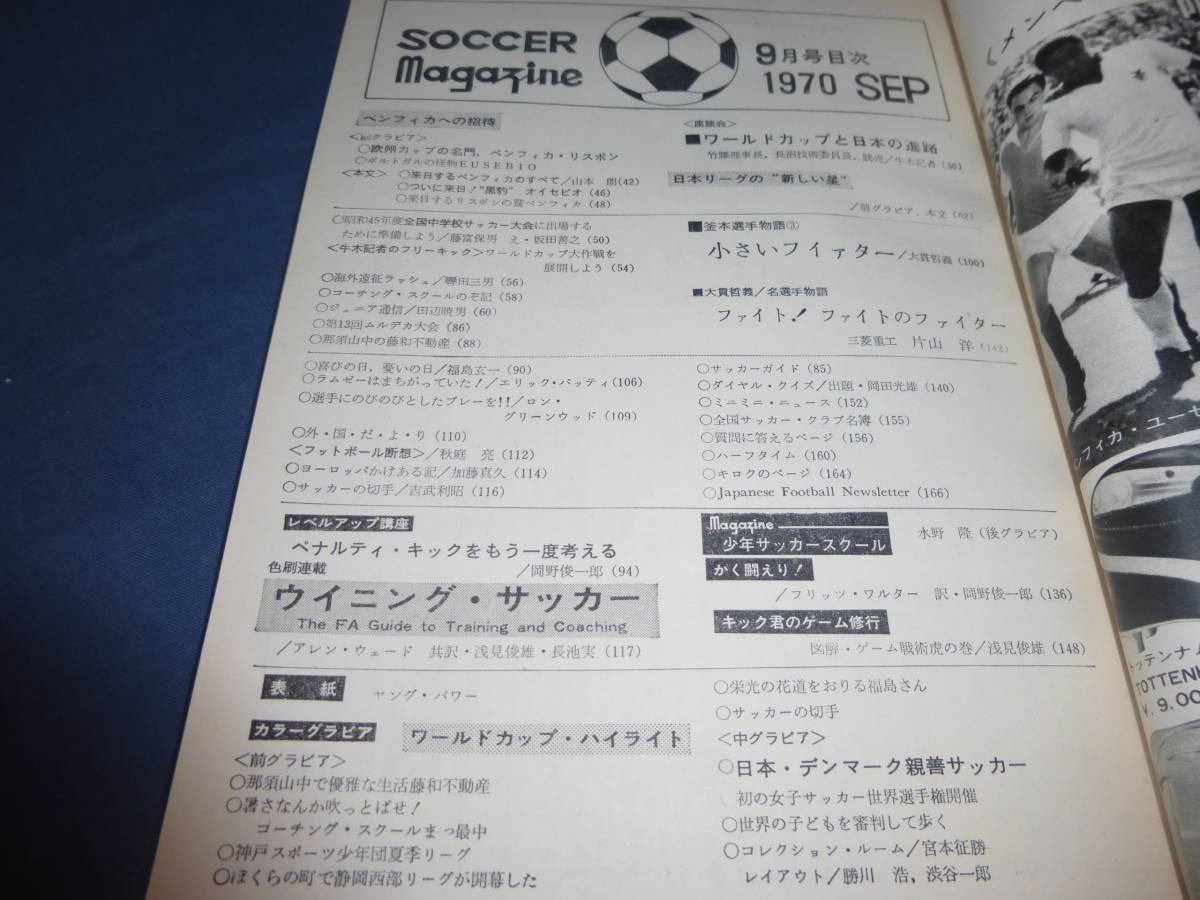 SOCCER
Magazine
9月号目次
1970 SEP
ベンフィカへの招待
<前グラビア>
○欧州カップの名門，ベンフィカ・リスボン
○ポルトガルの怪物EUSEBIO
<本文> ○来日するベンフィカのすべて/山本 朗(42)
○ついに来日！“黒豹” オイセビオ(46)
○来日するリスボンの鷲ベンフィカ(48)
○昭和45年度全国中学校サッカー大会に出場する
ために準備しよう/藤富保男 え・坂田善之(50)
<牛木記者のフリーキック>ワールドカップ大作戦を
展開しよう(54)
○海外遠征ラッシュ/轡田三男(56)
○コーチング・スクールのぞ記(58)
○ジュニア通信/田辺暁男(60)
○第13回ムルデカ大会(86)
○那須山中の藤和不動産(88)
<座談会>
■ワールドカップと日本の進路
竹腰理事長，長沼技術委員長，読売/牛木記者(36)
日本リーグの“新しい星”
/前グラビア，本文(62)
■釜本選手物語③
小さいファイター/大貫哲義(100)
■大貫哲義/名選手物語
ファイト！ ファイトのファイター
三菱重工 片山 洋(142)
○喜びの日，憂いの日/福島玄一(90)
○ラムゼーはまちがっていた！/エリック・バッティ(106)
○選手にのびのびとしたプレーを！！/ロン・
グリーンウッド(109)
○外・国・だ・よ・り(110)
<フットボール断想>/秋庭 亮(112)
○ヨーロッパかけある記/加藤真久(114)
○サッカーの切手/吉武利昭(116)
○サッカーガイド(85)
○ダイヤル・クイズ/出題・岡田光雄(140)
○ミニミニ・ニュース(152)
○全国サッカー・クラブ名簿(155)
○質問に答えるページ(156)
○ハーフタイム(160)
○キロクのページ(164)
○Japanese Football Newsletter(166)
レベルアップ講座
ペナルティ・キックをもう一度考える
/岡野俊一郎(94)
色刷連載
ウイニング・サッカー
The FA Guide to Training and Coaching
/アレン・ウェード 共訳・浅見俊雄・長池実(117)
Magazine
少年サッカースクール
水野 隆(後グラビア)
かく闘えり！
/フリッツ・ワルター 訳・岡野俊一郎(136)
キック君のゲーム修行
図解・ゲーム戦術虎の巻/浅見俊雄(148)
表紙 ヤング・パワー
カラーグラビア ワールドカップ・ハイライト
<前グラビア>
○那須山中で優雅な生活藤和不動産
○暑さなんか吹っとばせ！
コーチング・スクールまっ最中
○神戸スポーツ少年団夏季リーグ
○ぼくらの町で静岡西部リーグが開幕した
○栄光の花道をおりる福島さん
○サッカーの切手
<中グラビア>
○日本・デンマーク親善サッカー
初の女子サッカー世界選手権開催
○世界の子どもを審判して歩く
○コレクション・ルーム/宮本征勝
レイアウト/勝川 浩，渋谷一郎